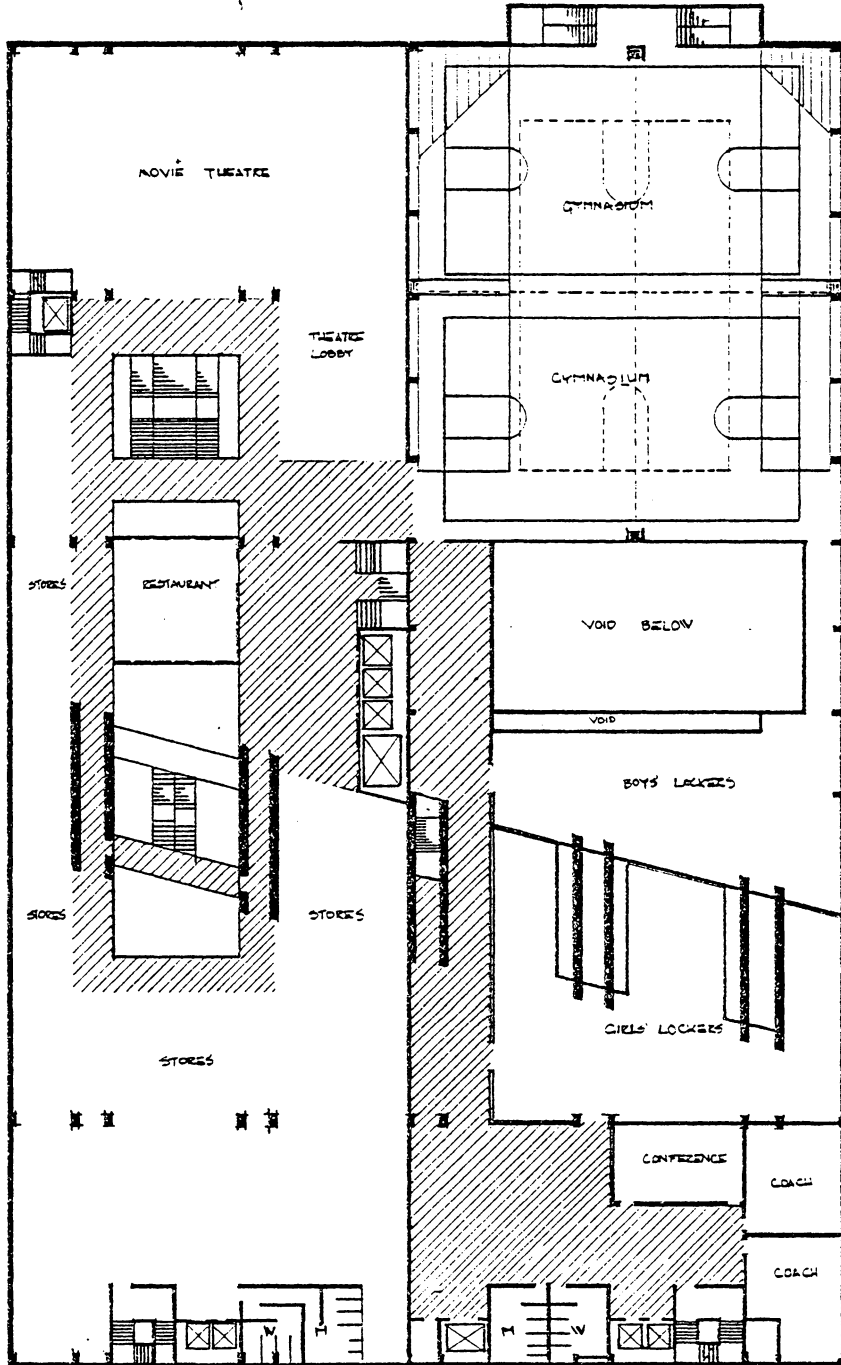 MOVIE THEATRE
GYMNASIUM
THEATRE
LOBBY
GYMNASIUM
STORES
RESTAURANT
VOID BELOW
VOID
BOYS' LOCKERS
STORES
STORES
GIRLS' LOCKERS
STORES
CONFERENCE
COACH
COACH
W
M
M
W